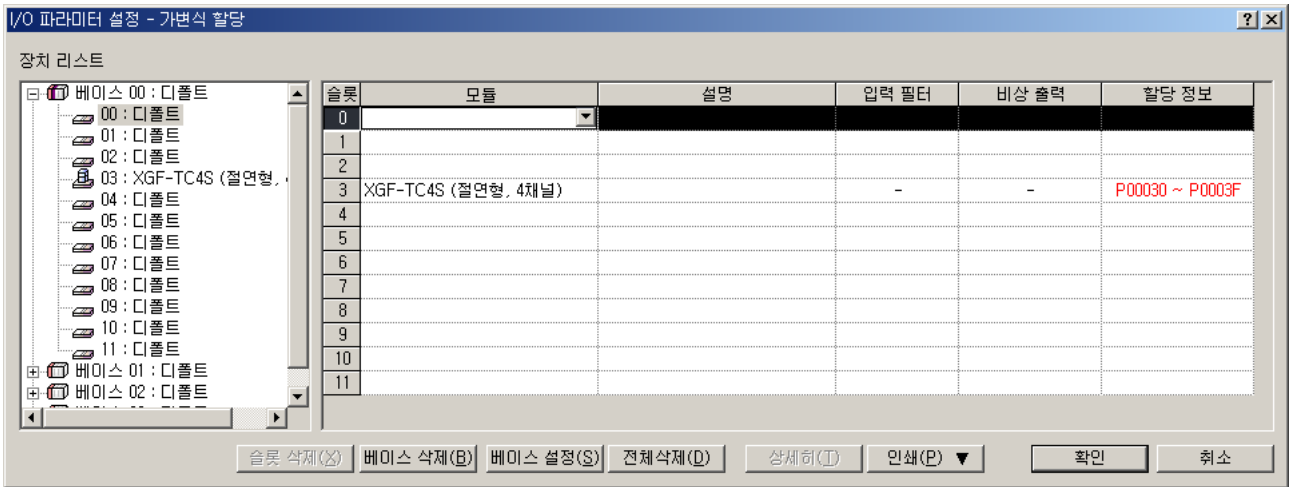 I/O 파라미터 설정 - 가변식 할당
장치 리스트
베이스 00 : 디폴트
00 : 디폴트
01 : 디폴트
02 : 디폴트
03 : XGF-TC4S (절연형,
04 : 디폴트
05 : 디폴트
06 : 디폴트
07 : 디폴트
08 : 디폴트
09 : 디폴트
10 : 디폴트
11 : 디폴트
베이스 01 : 디폴트
베이스 02 : 디폴트
슬롯 모듈 설명 입력 필터 비상 출력 할당 정보
0
1
2
3 XGF-TC4S (절연형, 4채널) - - P00030 ~ P0003F
4
5
6
7
8
9
10
11
슬롯 삭제(X) 베이스 삭제(B) 베이스 설정(S) 전체삭제(D) 상세히(T) 인쇄(P) ▼ 확인 취소